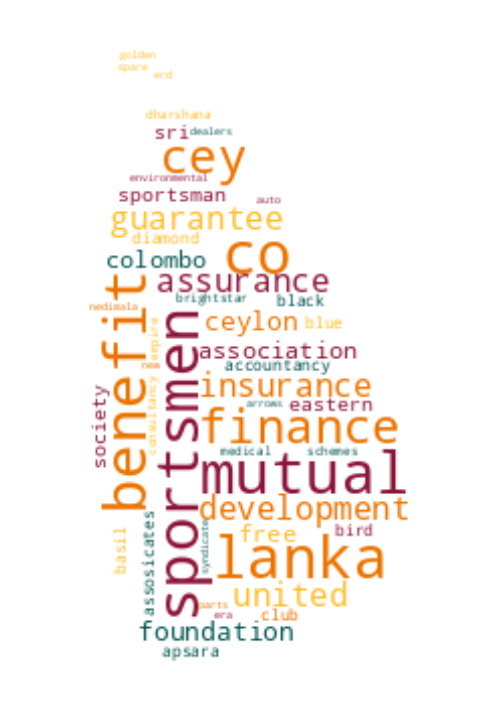 golden
spare
erd
dharshana
sri dealers
cey
environmental
sportsman auto
guarantee
diamond
co
colombo
assurance
benefit
brightstar black
nedimala
ceylon blue
empire
sportsmen
association
new accountancy
insurance
consultancy
society
arrows eastern
finance
medical schemes
mutual
development
assosicates
basil
syndicate
free bird
lanka
united
parts
era club
foundation
apsara